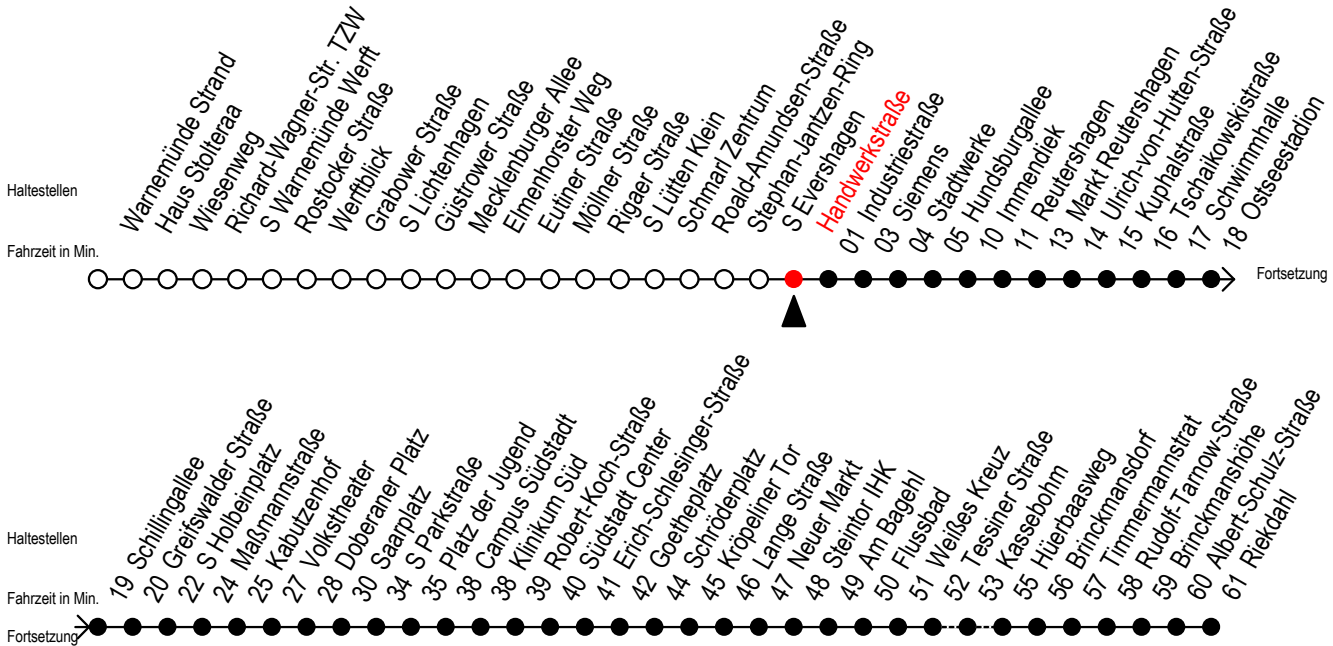 Haltestellen
Warnemünde Strand
Haus Stolteraa
Wiesenweg
Richard-Wagner-Str. TZW
S Warnemünde Werft
Rostocker Straße
Werftblick
Grabower Straße
S Lichtenhagen
Güstrower Straße
Mecklenburger Allee
Elmenhorster Weg
Eutiner Straße
Möllner Straße
Rigaer Straße
S Lütten Klein
Schmarl Zentrum
Roald-Amundsen-Straße
Stephan-Jantzen-Ring
S Evershagen
Handwerkstraße
01 Industriestraße
03 Siemens
04 Stadtwerke
05 Hundsburgallee
10 Immendiek
11 Reutershagen
13 Markt Reutershagen
14 Ulrich-von-Hutten-Straße
15 Kuphalstraße
16 Tschaikowskistraße
17 Schwimmhalle
18 Ostseestadion
Fahrzeit in Min.
Fortsetzung
Haltestellen
19 Schillingallee
20 Greifswalder Straße
22 S Holbeinplatz
24 Maßmannstraße
25 Kabutzenhof
27 Volkstheater
28 Doberaner Platz
30 Saarplatz
34 S Parkstraße
35 Platz der Jugend
38 Campus Südstadt
38 Klinikum Süd
39 Robert-Koch-Straße
40 Südstadt Center
41 Erich-Schlesinger-Straße
42 Goetheplatz
44 Schröderplatz
45 Kröpeliner Tor
46 Lange Straße
47 Neuer Markt
48 Steintor IHK
49 Am Bagehl
50 Flussbad
51 Weißes Kreuz
52 Tessiner Straße
53 Kassebohm
55 Hüerbaasweg
56 Brinckmansdorf
57 Timmermannstrat
58 Rudolf-Tarnow-Straße
59 Brinckmanshöhe
60 Albert-Schulz-Straße
61 Riekdahl
Fahrzeit in Min.
Fortsetzung